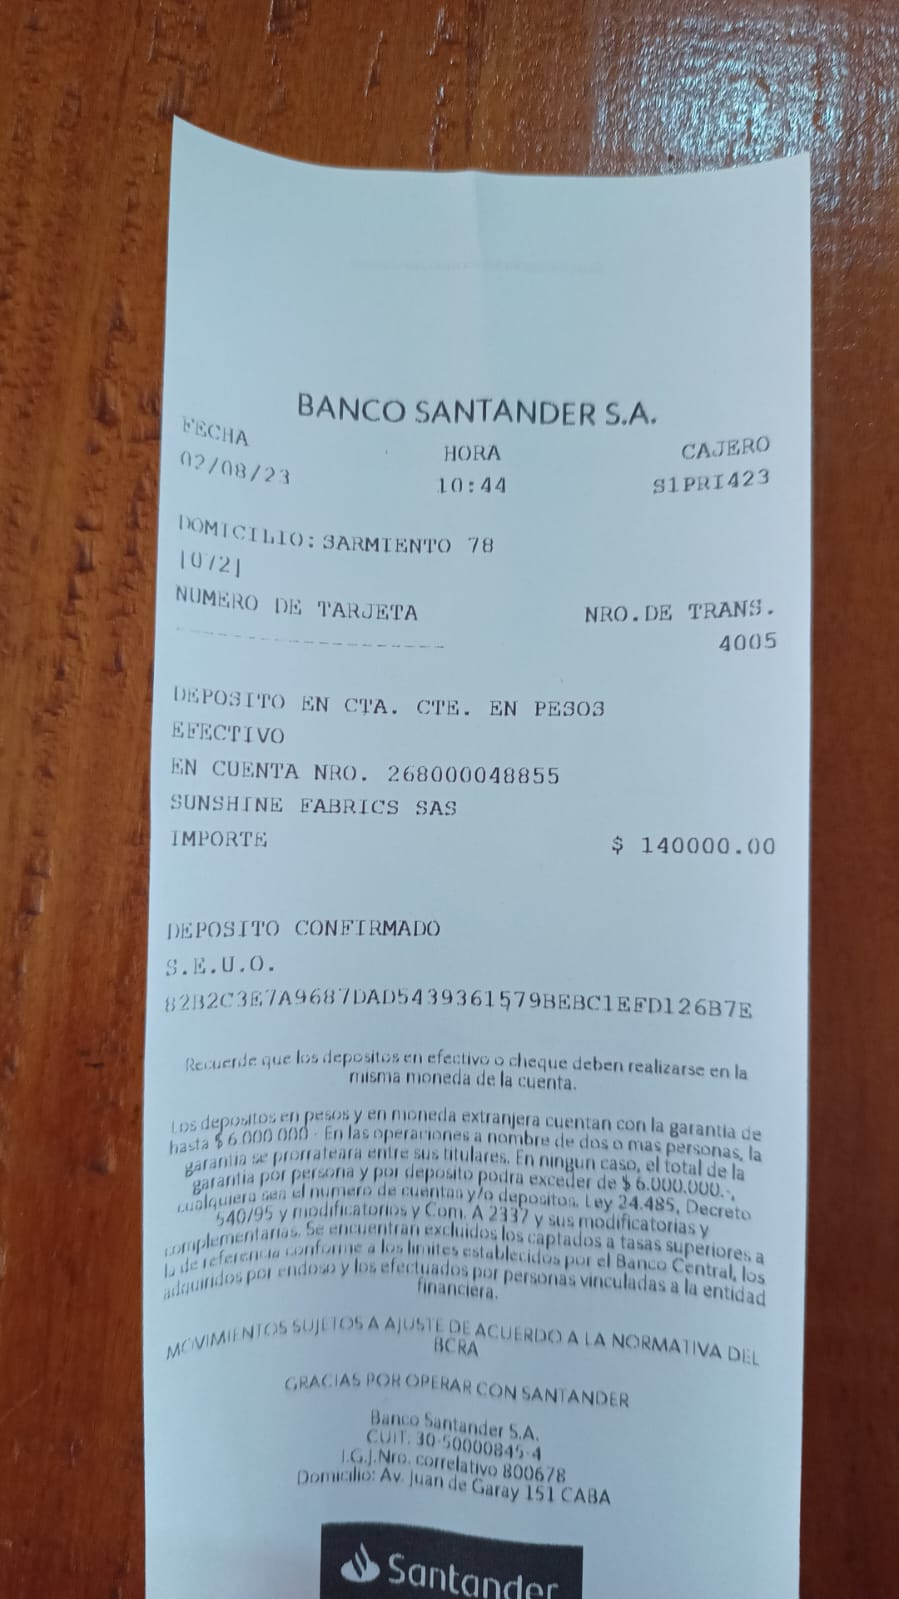 BANCO SANTANDER S.A.
FECHA HORA CAJERO
02/08/23 10:44 S1PRI423
DOMICILIO: SARMIENTO 78
|072|
NUMERO DE TARJETA NRO.DE TRANS.
------------------------- 4005
DEPOSITO EN CTA. CTE. EN PESOS
EFECTIVO
EN CUENTA NRO. 268000048855
SUNSHINE FABRICS SAS
IMPORTE $ 140000.00
DEPOSITO CONFIRMADO
S.E.U.O.
82B2C3E7A9687DAD5439361579BEBC1EFD126B7E
Recuerde que los depositos en efectivo o cheque deben realizarse en la
misma moneda de la cuenta.
Los depositos en pesos y en moneda extranjera cuentan con la garantia de
hasta $ 6.000.000 - En las operaciones a nombre de dos o mas personas, la
garantia se prorrateara entre sus titulares. En ningun caso, el total de la
garantia por persona y por deposito podra exceder de $ 6.000.000.-,
cualquiera sea el numero de cuentas y/o depositos. Ley 24.485, Decreto
540/95 y modificatorios y Com. A 2337 y sus modificatorias y
complementarias. Se encuentran excluidos los captados a tasas superiores a
la de referencia conforme a los limites establecidos por el Banco Central, los
adquiridos por endoso y los efectuados por personas vinculadas a la entidad
financiera.
MOVIMIENTOS SUJETOS A AJUSTE DE ACUERDO A LA NORMATIVA DEL
BCRA
GRACIAS POR OPERAR CON SANTANDER
Banco Santander S.A.
CUIT. 30-50000845-4
I.G.J.Nro. correlativo 800678
Domicilio: Av. Juan de Garay 151 CABA
Santander